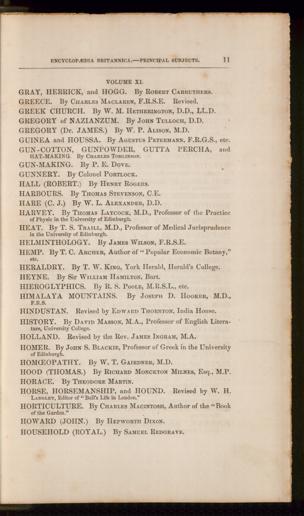 ENCYCLOPÆDIA BRITANNICA.—PRINCIPAL SUBJECTS. 11
VOLUME XI.
GRAY, HERRICK, and HOGG. By Robert Carruthers.
GREECE. By Charles Maclaren, F.R.S.E. Revised.
GREEK CHURCH. By W. M. Hetherington, D.D., LL.D.
GREGORY of NAZIANZUM. By John Tulloch, D.D.
GREGORY (Dr. JAMES.) By W. P. Alison, M.D.
GUINEA and HOUSSA. By Agustus Petermann, F.R.G.S., etc.
GUN-COTTON, GUNPOWDER, GUTTA PERCHA, and
HAT-MAKING. By Charles Tomlinson.
GUN-MAKING. By P. E. Dove.
GUNNERY. By Colonel Portlock.
HALL (ROBERT.) By Henry Rogers.
HARBOURS. By Thomas Stevenson, C.E.
HARE (C. J.) By W. L. Alexander, D.D.
HARVEY. By Thomas Laycock, M.D., Professor of the Practice
of Physic in the University of Edinburgh.
HEAT. By T. S. Traill, M.D., Professor of Medical Jurisprudence
in the University of Edinburgh.
HELMINTHOLOGY. By James Wilson, F.R.S.E.
HEMP. By T. C. Archer, Author of "Popular Economic Botany,"
etc.
HERALDRY. By T. W. King, York Herald, Herald's College.
HEYNE. By Sir William Hamilton, Bart.
HIEROGLYPHICS. By R. S. Poole, M.R.S.L., etc.
HIMALAYA MOUNTAINS. By Joseph D. Hooker, M.D.,
F.R.S.
HINDUSTAN. Revised by Edward Thornton, India House.
HISTORY. By David Masson, M.A., Professor of English Litera-
ture, University College.
HOLLAND. Revised by the Rev. James Ingram, M.A.
HOMER. By John S. Blackie, Professor of Greek in the University
of Edinburgh.
HOMŒOPATHY. By W. T. Gairdner, M.D.
HOOD (THOMAS.) By Richard Monckton Milnes, Esq., M.P.
HORACE. By Theodore Martin.
HORSE, HORSEMANSHIP, and HOUND. Revised by W. H.
Langley, Editor of "Bell's Life in London."
HORTICULTURE. By Charles Macintosh, Author of the "Book
of the Garden."
HOWARD (JOHN.) By Hepworth Dixon.
HOUSEHOLD (ROYAL.) By Samuel Redgrave.